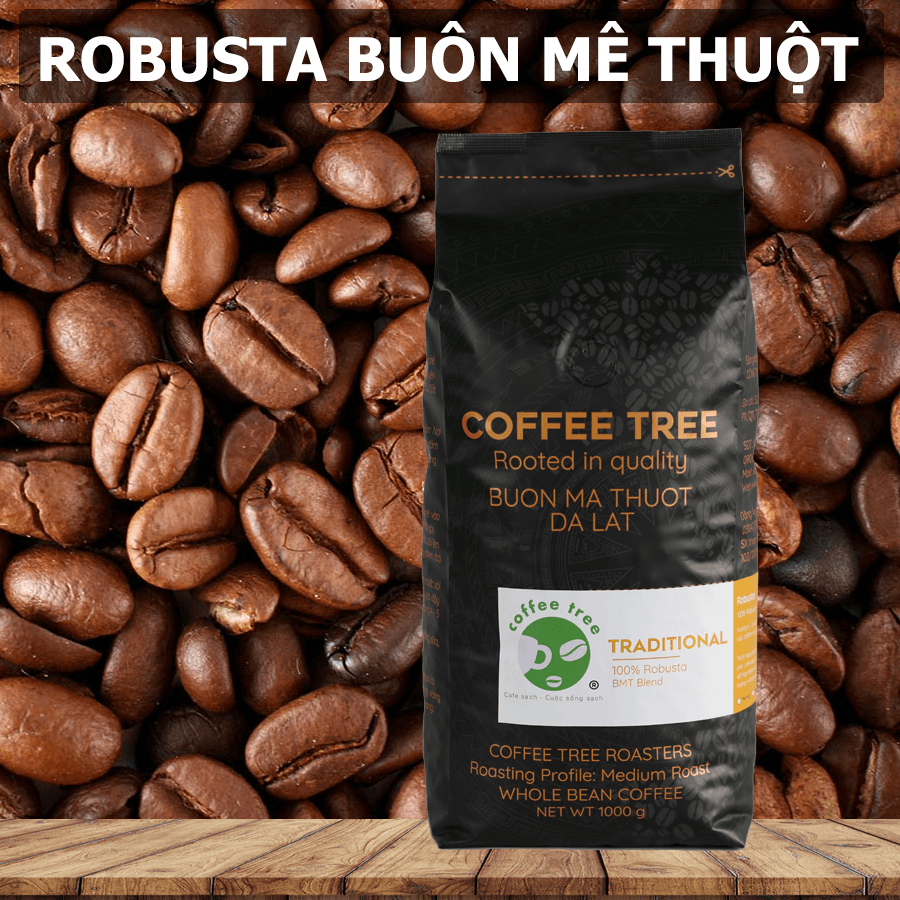 ROBUSTA BUÔN MÊ THUỘT
COFFEE TREE
Rooted in quality
BUON MA THUOT
DA LAT
coffee tree
®
Cafe sạch - Cuộc sống sạch
TRADITIONAL
100% Robusta
BMT Blend
Robusta
COFFEE TREE ROASTERS
Roasting Profile: Medium Roast
WHOLE BEAN COFFEE
NET WT 1000 g